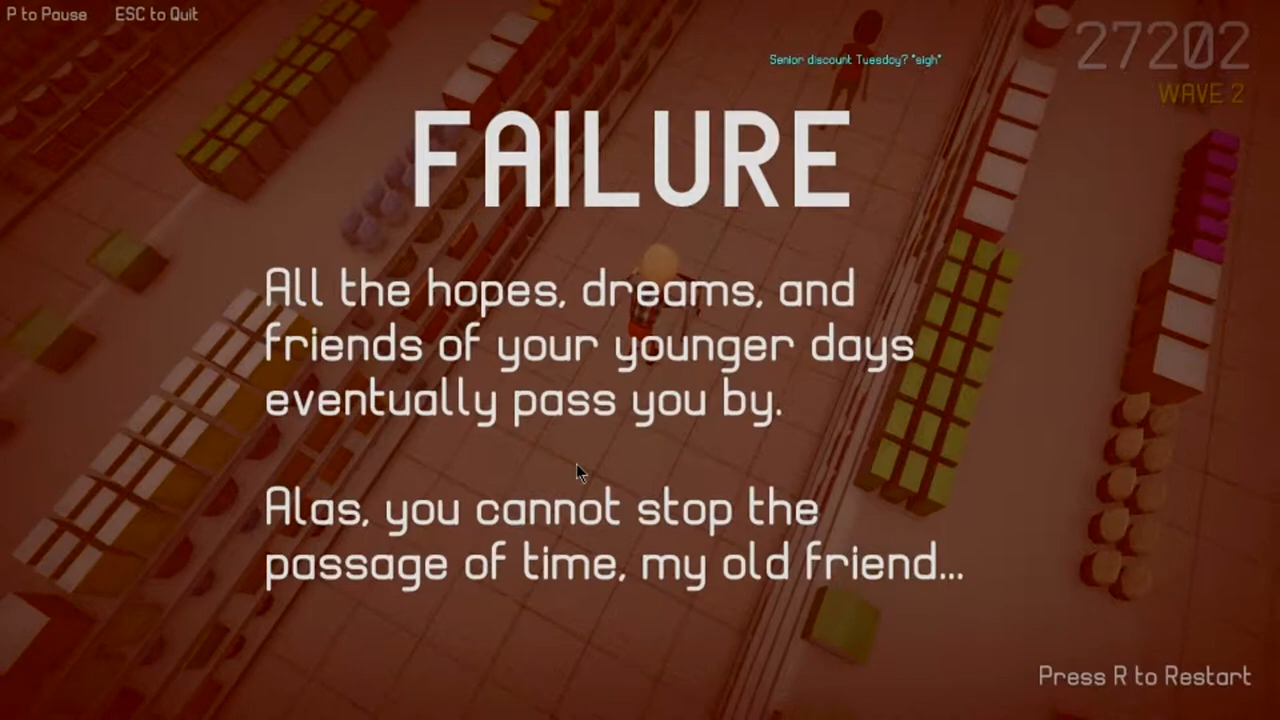 P to Pause ESC to Quit
27202
WAVE 2
Senior discount Tuesday? *sigh*
FAILURE
All the hopes, dreams, and
friends of your younger days
eventually pass you by.
Alas, you cannot stop the
passage of time, my old friend...
Press R to Restart